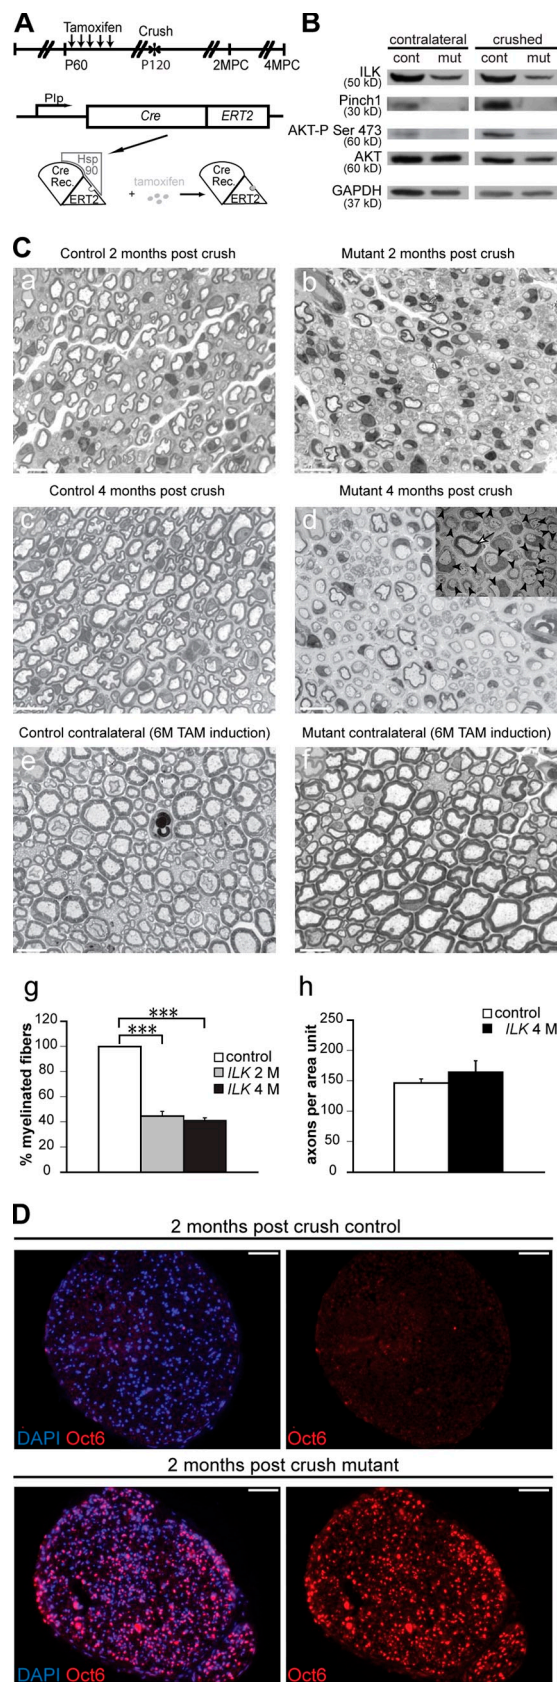 A
Tamoxifen
Crush
P60
P120
2MPC
4MPC
Plp
Cre
ERT2
Hsp
90
Cre
Rec.
ERT2
+
tamoxifen
Cre
Rec.
ERT2
B
contralateral
crushed
cont mut cont mut
ILK
(50 kD)
Pinch1
(30 kD)
AKT-P Ser 473
(60 kD)
AKT
(60 kD)
GAPDH
(37 kD)
C
Control 2 months post crush
Mutant 2 months post crush
a
b
Control 4 months post crush
Mutant 4 months post crush
c
d
Control contralateral (6M TAM induction)
Mutant contralateral (6M TAM induction)
e
f
g
% myelinated fibers
120
100
80
60
40
20
0
***
***
control
ILK 2 M
ILK 4 M
h
axons per area unit
250
200
150
100
50
0
control
ILK 4 M
D
2 months post crush control
DAPI Oct6
Oct6
2 months post crush mutant
DAPI Oct6
Oct6